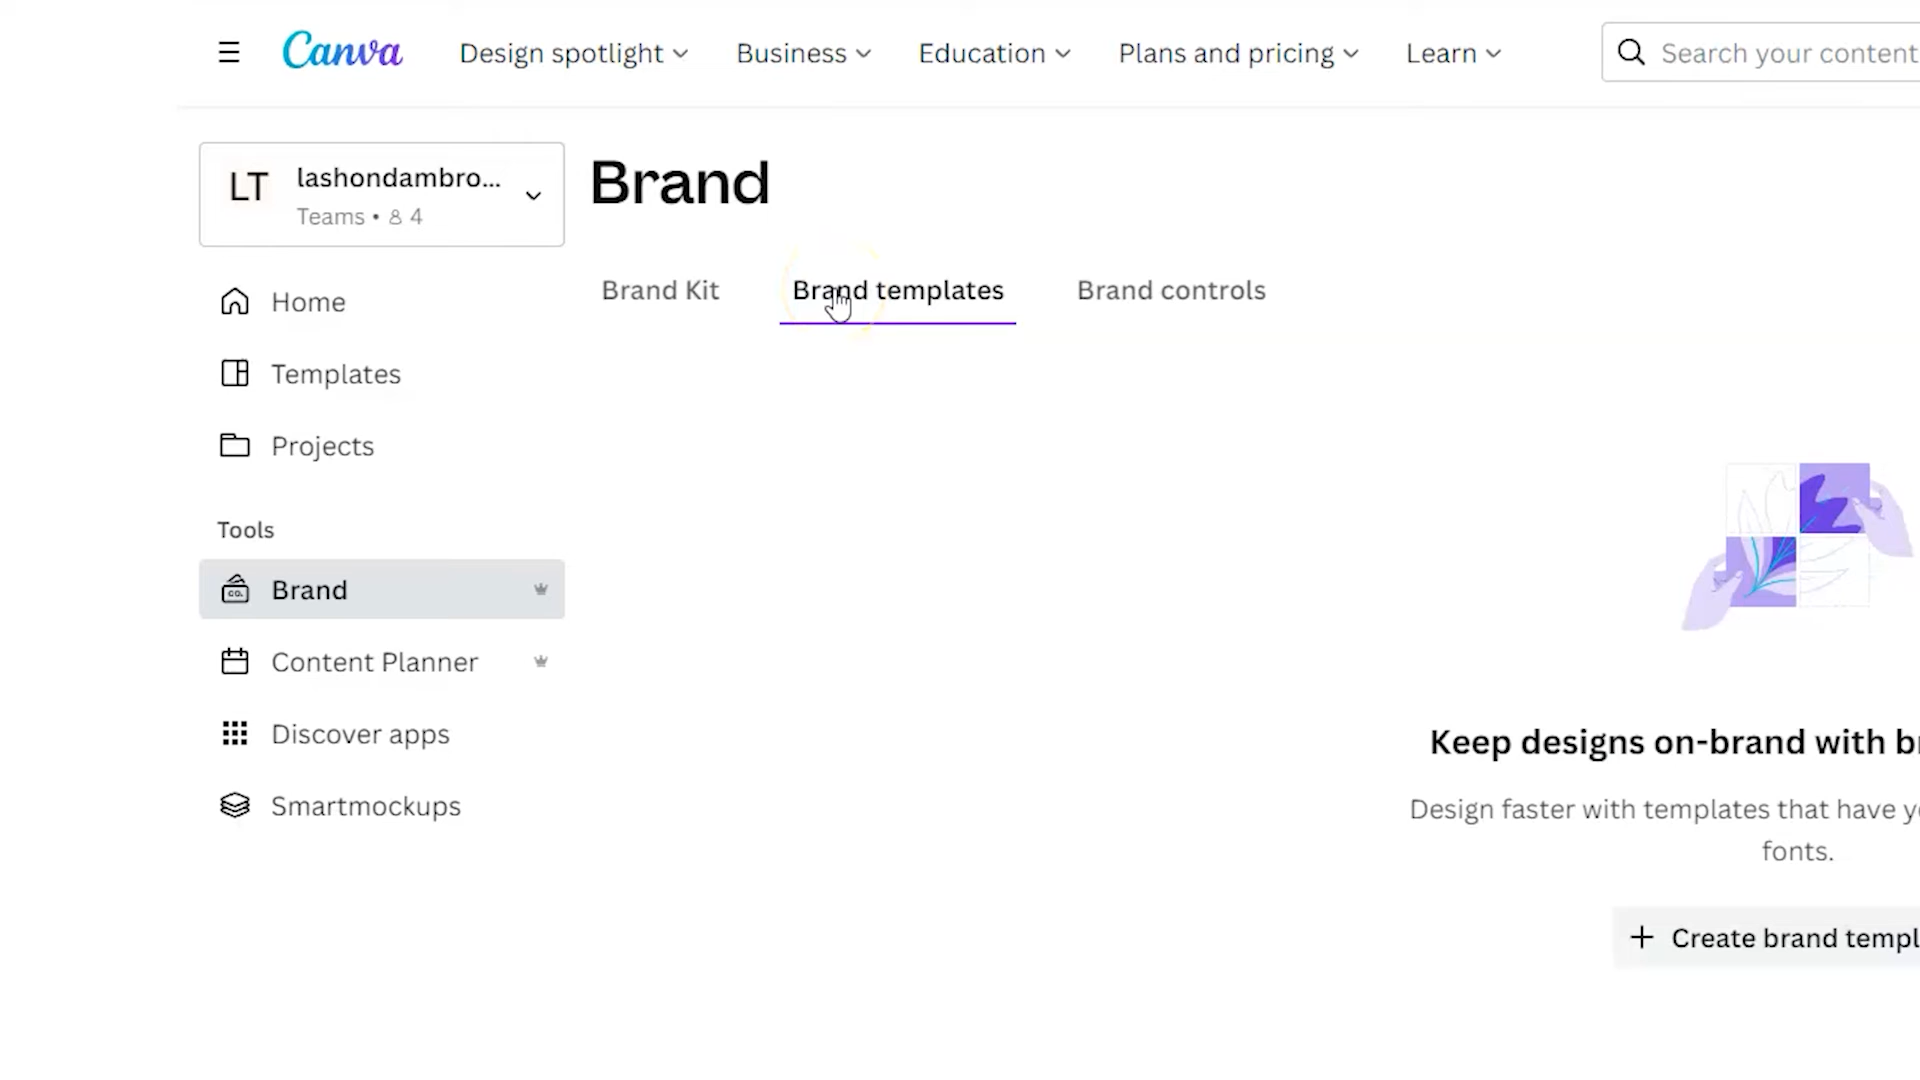 Canva
Design spotlight
Business
Education
Plans and pricing
Learn
Search your content
LT
lashondambro...
Teams • 4
Home
Templates
Projects
Tools
CO.
Brand
Content Planner
Discover apps
Smartmockups
Brand
Brand Kit
Brand templates
Brand controls
Keep designs on-brand with
Design faster with templates that have
fonts.
+ Create brand